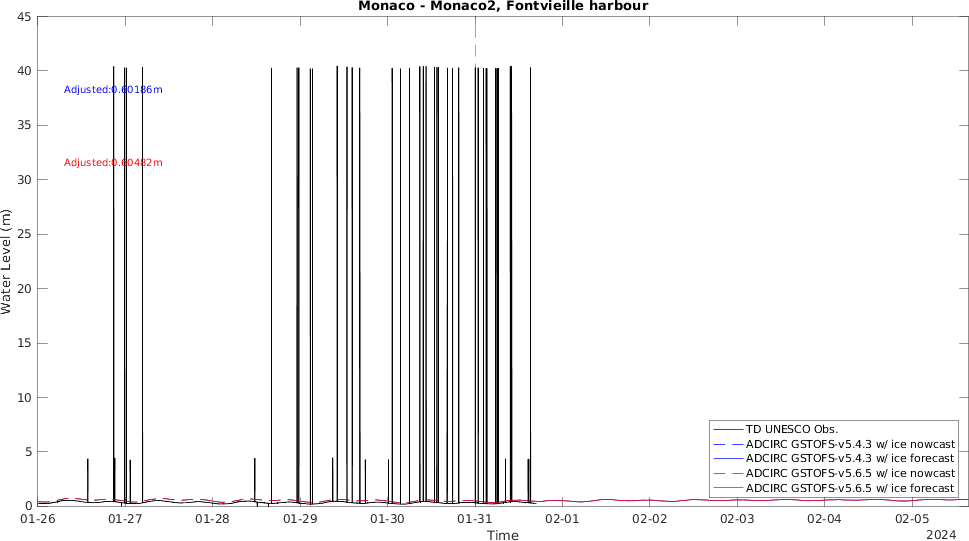 Monaco - Monaco2, Fontvieille harbour
45
40
35
30
25
20
15
10
5
0
Water Level (m)
Adjusted:0.60186m
Adjusted:0.60482m
TD UNESCO Obs.
ADCIRC GSTOFS-v5.4.3 w/ ice nowcast
ADCIRC GSTOFS-v5.4.3 w/ ice forecast
ADCIRC GSTOFS-v5.6.5 w/ ice nowcast
ADCIRC GSTOFS-v5.6.5 w/ ice forecast
01-26 01-27 01-28 01-29 01-30 01-31 02-01 02-02 02-03 02-04 02-05
Time
2024